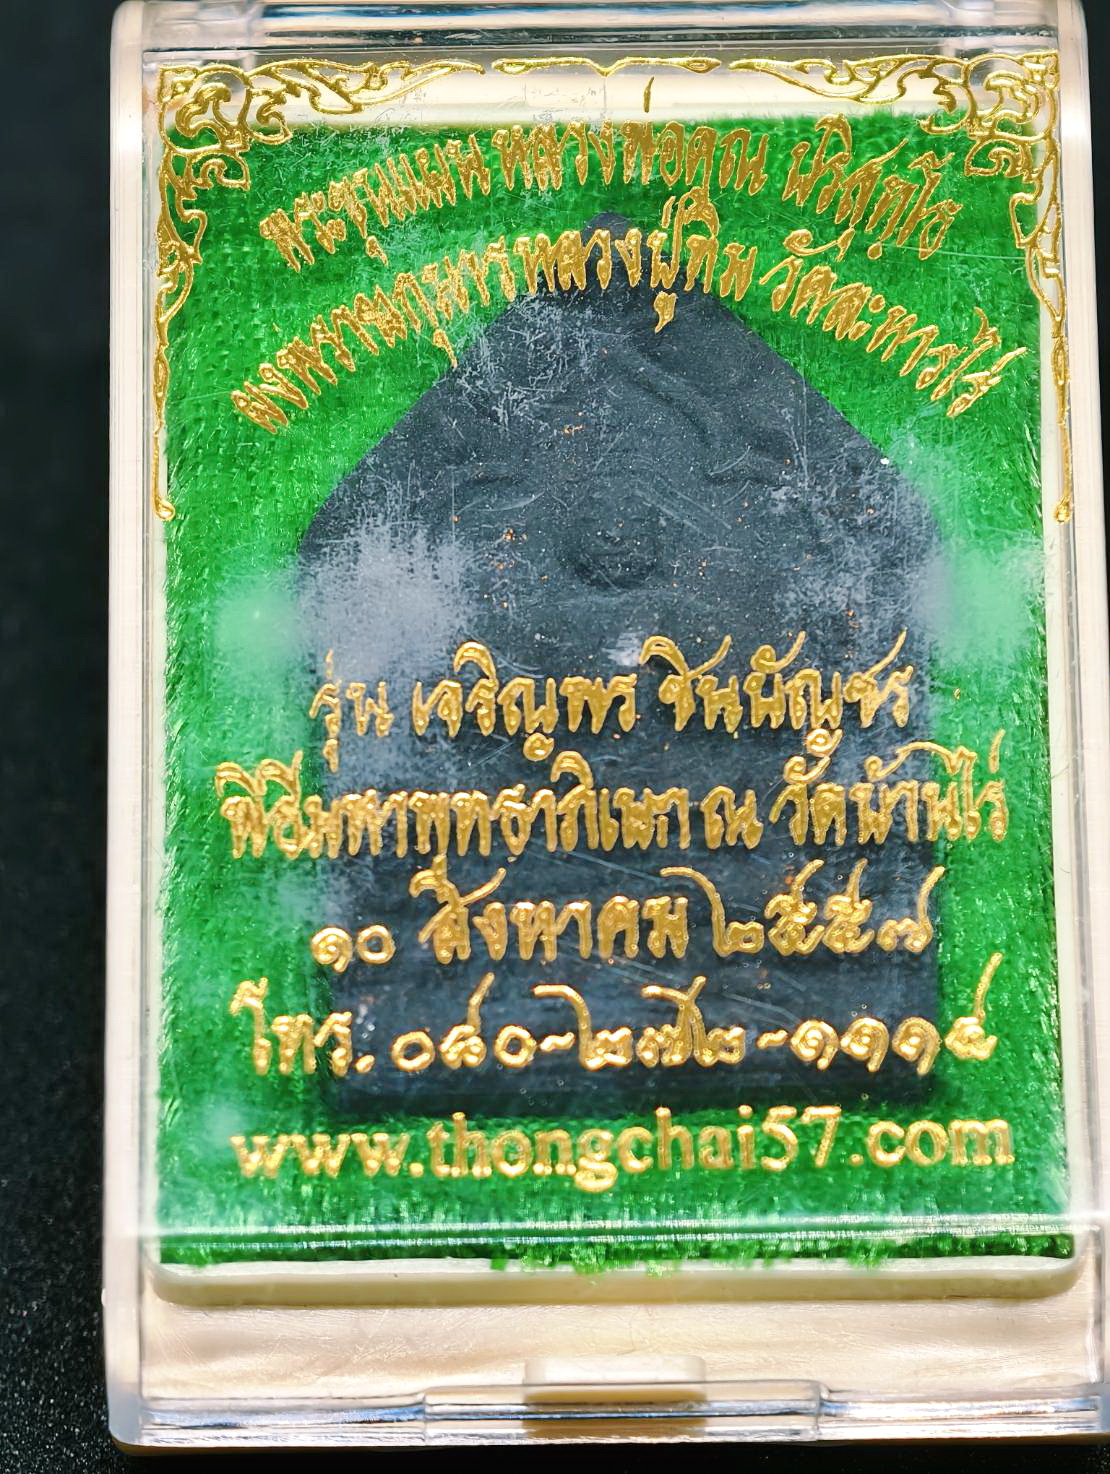 พระขุนแผน หลวงพ่อคูณ ปริสุทฺโธ
ผงพรายกุมารหลวงปู่ทิม วัดละหารไร่
รุ่น เจริญพร ชินบัญชร
พิธีมหาพุทธาภิเษก ณ วัดบ้านไร่
๑๐ สิงหาคม ๒๕๕๗
โทร. ๐๘๐-๒๗๒-๑๑๑๔
www.thongchai57.com